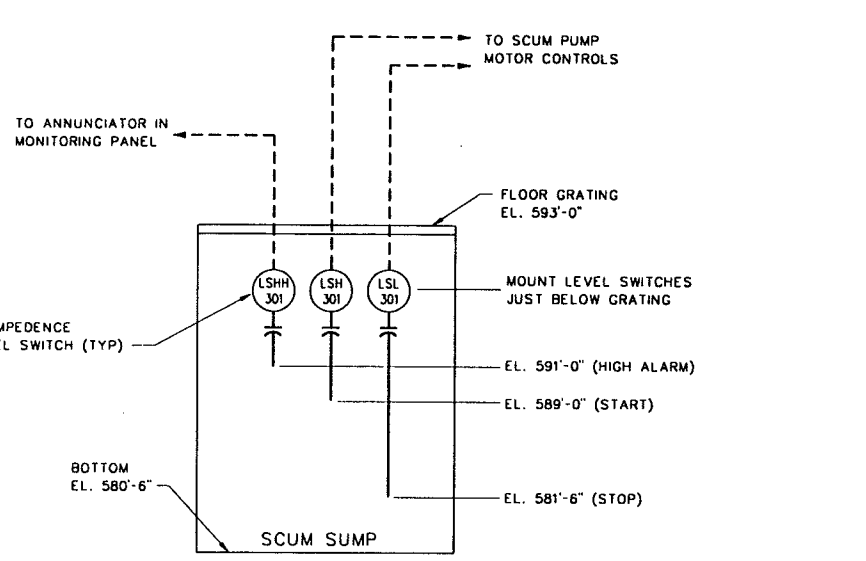 TO SCUM PUMP
MOTOR CONTROLS
TO ANNUNCIATOR IN
MONITORING PANEL
FLOOR GRATING
EL. 593'-0"
LSHH
301
LSH
301
LSL
301
MOUNT LEVEL SWITCHES
JUST BELOW GRATING
MPEDENCE
EL SWITCH (TYP)
EL. 591'-0" (HIGH ALARM)
EL. 589'-0" (START)
BOTTOM
EL. 580'-6"
EL. 581'-6" (STOP)
SCUM SUMP